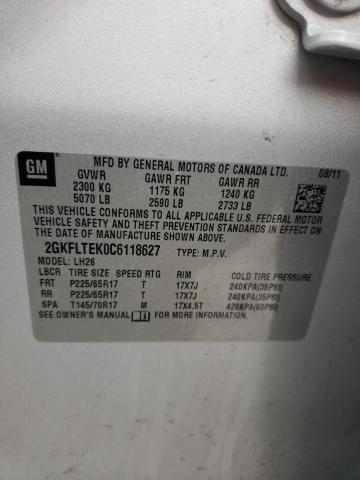 GM
MFD BY GENERAL MOTORS OF CANADA LTD. 08/11
GVWR GAWR FRT GAWR RR
2300 KG 1175 KG 1240 KG
5070 LB 2590 LB 2733 LB
THIS VEHICLE CONFORMS TO ALL APPLICABLE U.S. FEDERAL MOTOR
VEHICLE SAFETY AND THEFT PREVENTION STANDARDS IN EFFECT ON THE
DATE OF MANUFACTURE SHOWN ABOVE.
2GKFLTEK0C6118627 TYPE: M.P.V.
MODEL: LH26
LBCR TIRE SIZE SPEED RTG RIM COLD TIRE PRESSURE
FRT P225/65R17 T 17X7J 240KPA(35PSI)
RR P225/65R17 T 17X7J 240KPA(35PSI)
SPA T145/70R17 M 17X4.5T 420KPA(60PSI)
SEE OWNER'S MANUAL FOR MORE INFORMATION.